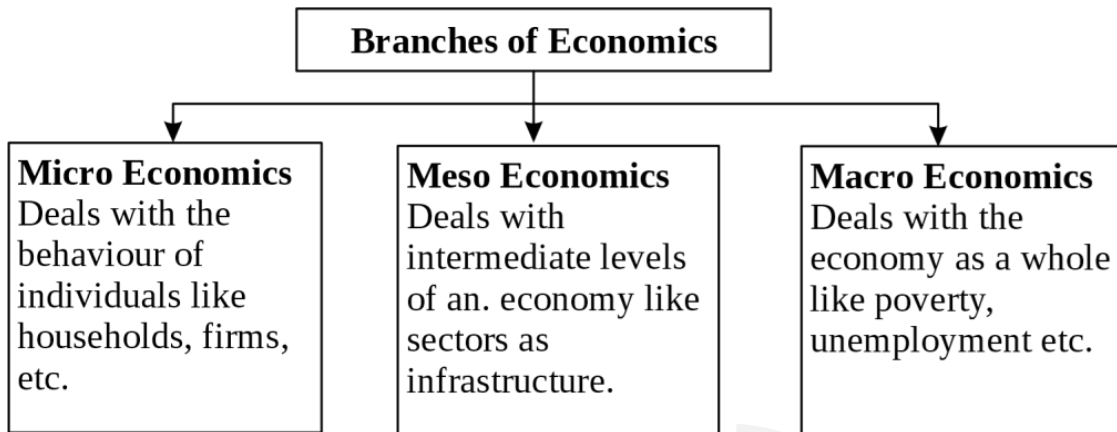 Branches of Economics
Micro Economics
Deals with the
behaviour of
individuals like
households, firms,
etc.
Meso Economics
Deals with
intermediate levels
of an. economy like
sectors as
infrastructure.
Macro Economics
Deals with the
economy as a whole
like poverty,
unemployment etc.